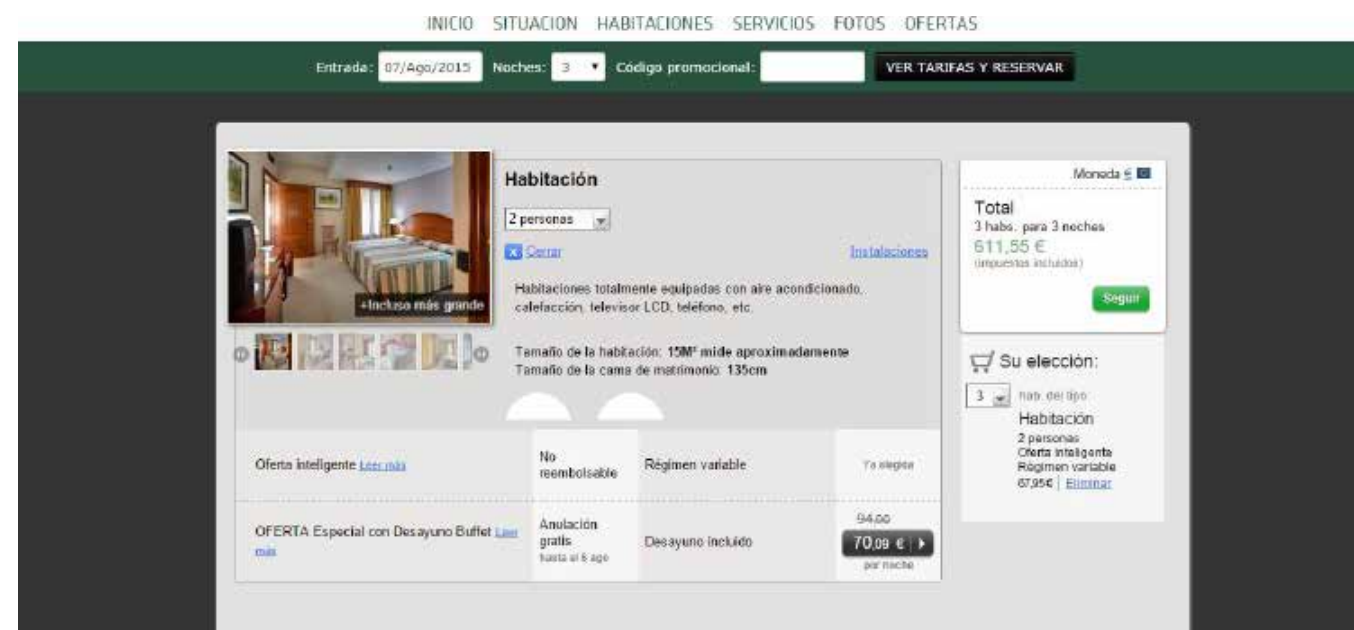 INICIO SITUACION HABITACIONES SERVICIOS FOTOS OFERTAS
Entrada: 07/Ago/2015 Noches: 3 Código promocional: VER TARIFAS Y RESERVAR
Habitación
2 personas
x Cerrar Instalaciones
Habitaciones totalmente equipadas con aire acondicionado,
calefacción, televisor LCD, teléfono, etc.
+Incluso más grande
Tamaño de la habitación: 15M² mide aproximadamente
Tamaño de la cama de matrimonio: 135cm
Oferta inteligente Leer más
No
reembolsable
Régimen variable
Ya elegida
OFERTA Especial con Desayuno Buffet Leer
más
Anulación
gratis
hasta el 6 ago
Desayuno incluido
94,00
70,09 €
por noche
Moneda €
Total
3 habs. para 3 noches
611,55 €
(impuestos incluidos)
Seguir
Su elección:
3 hab. del tipo
Habitación
2 personas
Oferta inteligente
Régimen variable
67,95€ | Eliminar